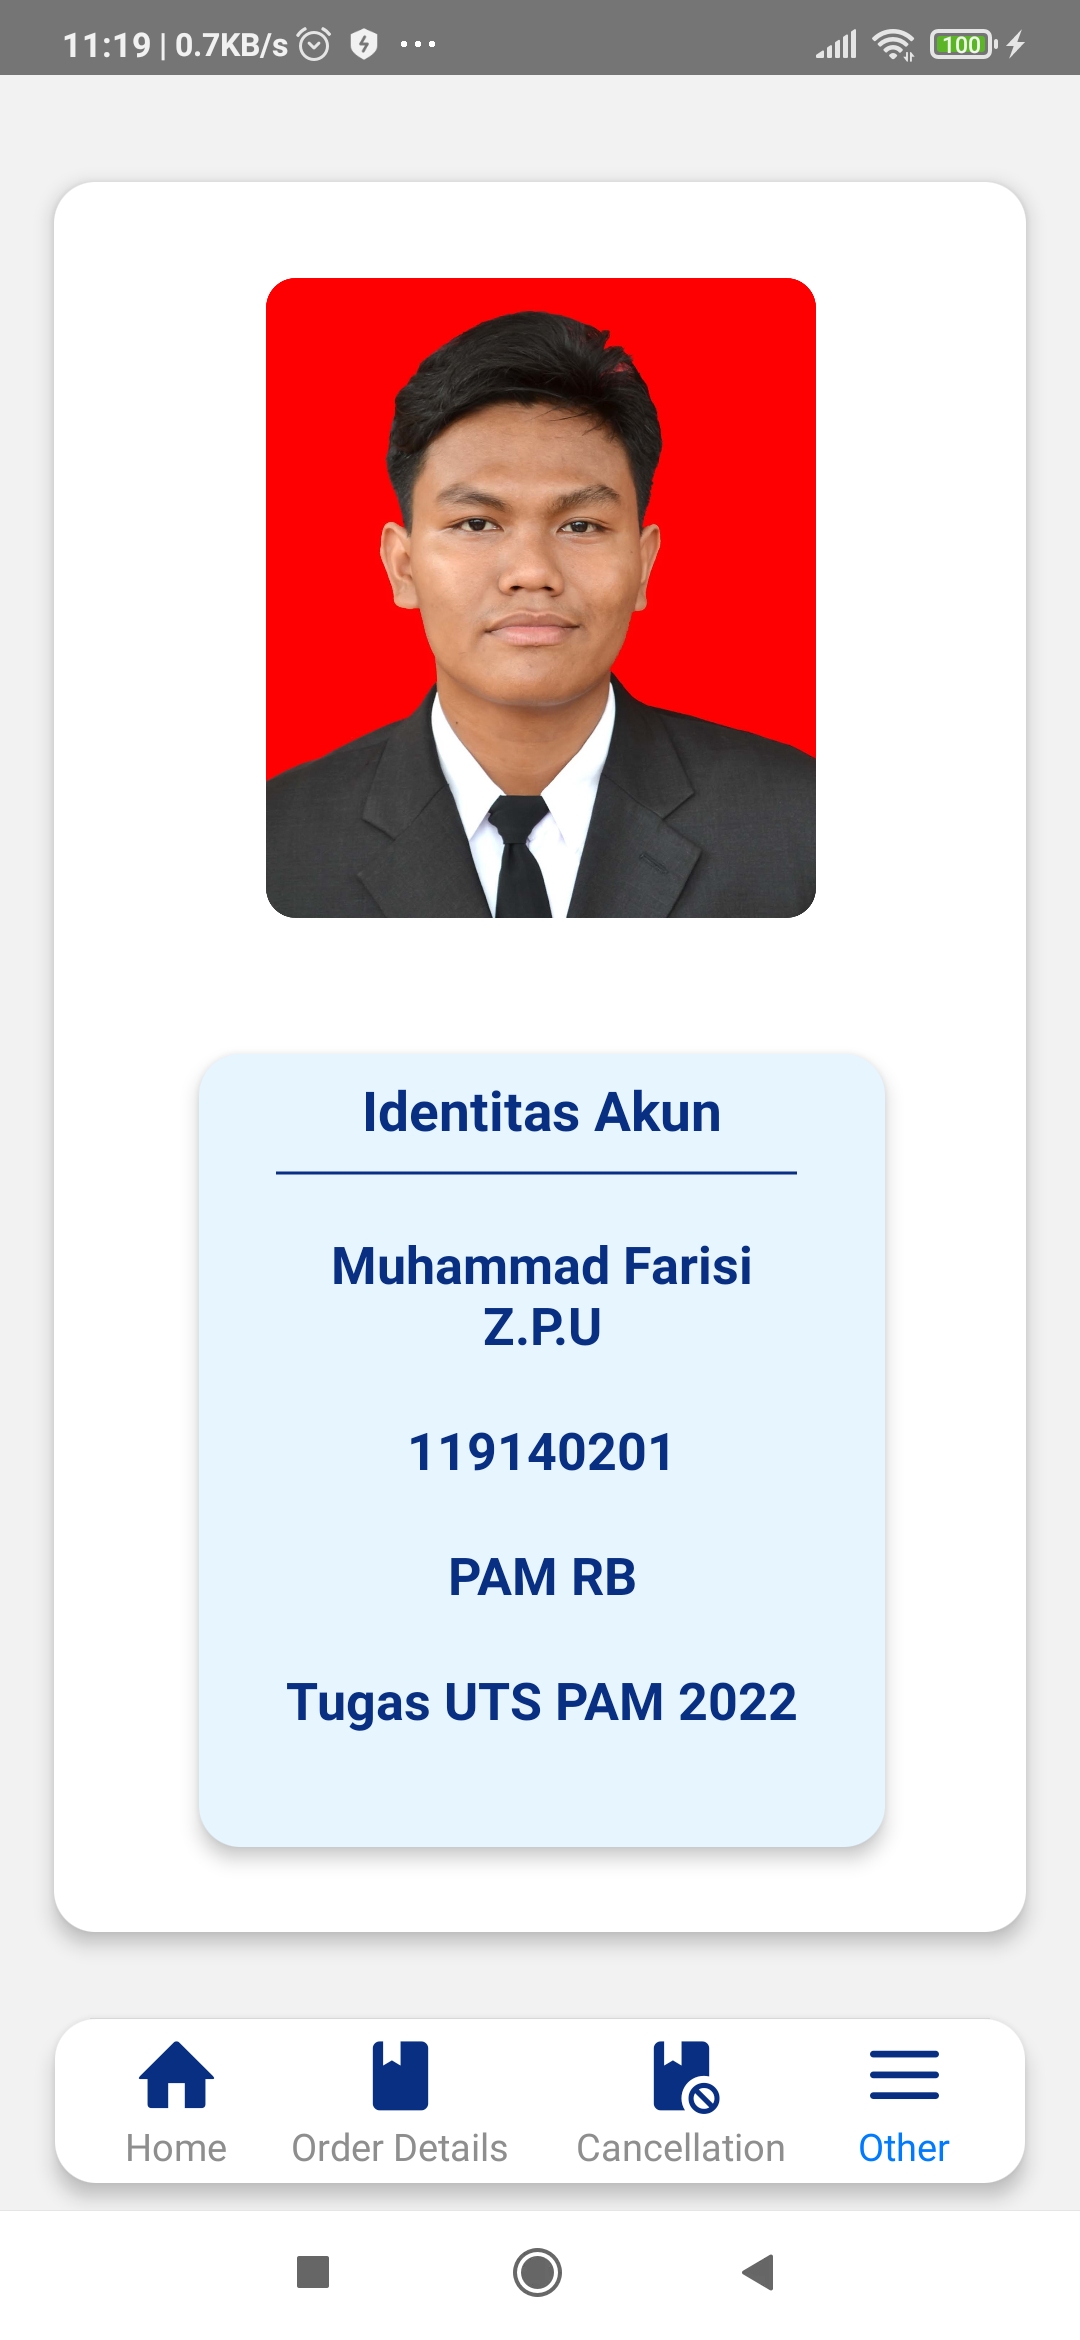 11:19 | 0.7KB/s
100
Identitas Akun
Muhammad Farisi
Z.P.U
119140201
PAM RB
Tugas UTS PAM 2022
Home Order Details Cancellation Other